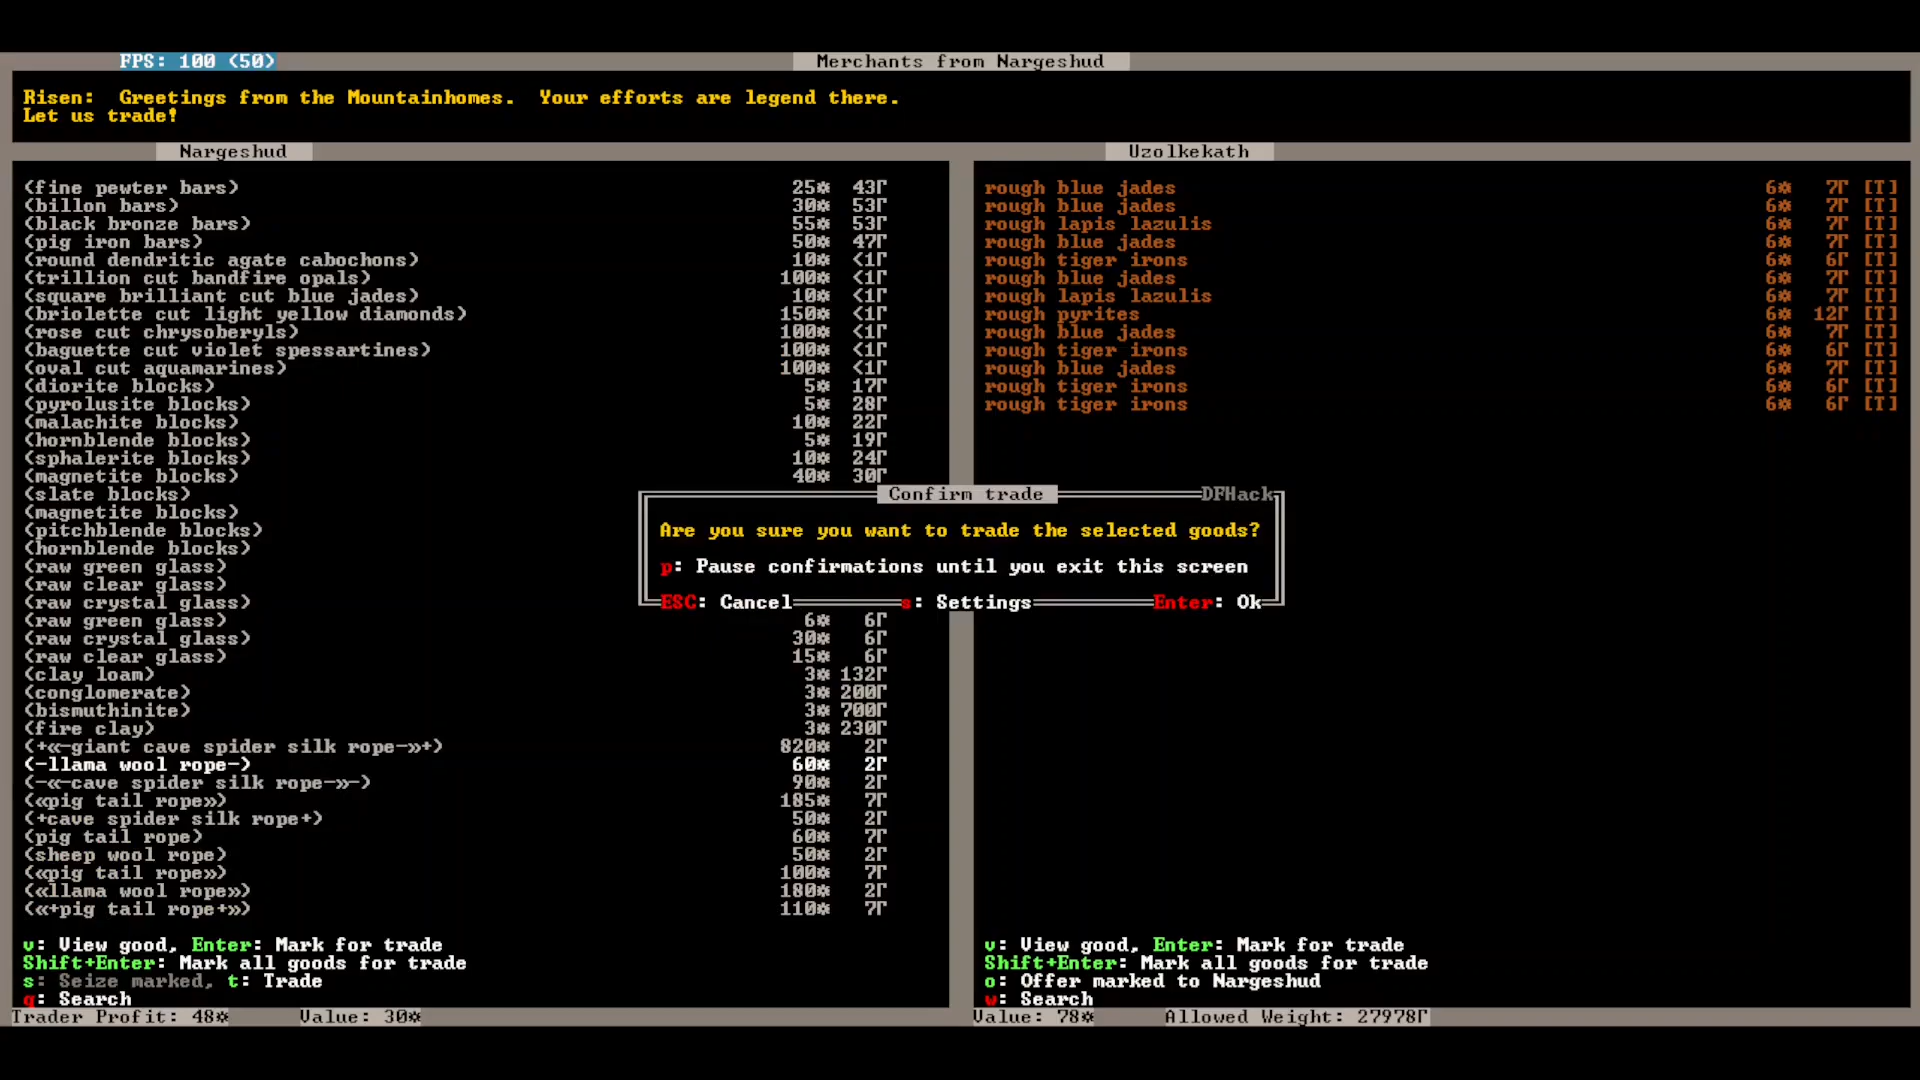 FPS: 100 (50)
Merchants from Nargeshud
Risen:  Greetings from the Mountainhomes.  Your efforts are legend there.
Let us trade!
Nargeshud
(fine pewter bars) 25☼ 43Γ
(billon bars) 30☼ 53Γ
(black bronze bars) 55☼ 53Γ
(pig iron bars) 50☼ 47Γ
(round dendritic agate cabochons) 10☼ <1Γ
(trillion cut bandfire opals) 100☼ <1Γ
(square brilliant cut blue jades) 10☼ <1Γ
(briolette cut light yellow diamonds) 150☼ <1Γ
(rose cut chrysoberyls) 100☼ <1Γ
(baguette cut violet spessartines) 100☼ <1Γ
(oval cut aquamarines) 100☼ <1Γ
(diorite blocks) 5☼ 17Γ
(pyrolusite blocks) 5☼ 28Γ
(malachite blocks) 10☼ 22Γ
(hornblende blocks) 5☼ 19Γ
(sphalerite blocks) 10☼ 24Γ
(magnetite blocks) 40☼ 30Γ
(slate blocks)
(magnetite blocks)
(pitchblende blocks)
(hornblende blocks)
(raw green glass)
(raw clear glass)
(raw crystal glass)
(raw green glass) 6☼ 6Γ
(raw crystal glass) 30☼ 6Γ
(raw clear glass) 15☼ 6Γ
(clay loam) 3☼ 132Γ
(conglomerate) 3☼ 200Γ
(bismuthinite) 3☼ 700Γ
(fire clay) 3☼ 230Γ
(+«-giant cave spider silk rope-»+) 820☼ 2Γ
(-llama wool rope-) 60☼ 2Γ
(-«-cave spider silk rope-»-) 90☼ 2Γ
(«pig tail rope») 185☼ 7Γ
(+cave spider silk rope+) 50☼ 2Γ
(pig tail rope) 60☼ 7Γ
(sheep wool rope) 50☼ 2Γ
(«pig tail rope») 100☼ 7Γ
(«llama wool rope») 180☼ 2Γ
(«+pig tail rope+») 110☼ 7Γ
v: View good, Enter: Mark for trade
Shift+Enter: Mark all goods for trade
s: Seize marked, t: Trade
q: Search
Trader Profit: 48☼ Value: 30☼
Uzolkekath
rough blue jades 6☼ 7Γ [T]
rough blue jades 6☼ 7Γ [T]
rough lapis lazulis 6☼ 7Γ [T]
rough blue jades 6☼ 7Γ [T]
rough tiger irons 6☼ 6Γ [T]
rough blue jades 6☼ 7Γ [T]
rough lapis lazulis 6☼ 7Γ [T]
rough pyrites 6☼ 12Γ [T]
rough blue jades 6☼ 7Γ [T]
rough tiger irons 6☼ 6Γ [T]
rough blue jades 6☼ 7Γ [T]
rough tiger irons 6☼ 6Γ [T]
rough tiger irons 6☼ 6Γ [T]
v: View good, Enter: Mark for trade
Shift+Enter: Mark all goods for trade
o: Offer marked to Nargeshud
w: Search
Value: 78☼ Allowed Weight: 27978Γ
Confirm trade DFHack
Are you sure you want to trade the selected goods?
p: Pause confirmations until you exit this screen
ESC: Cancel s: Settings Enter: Ok